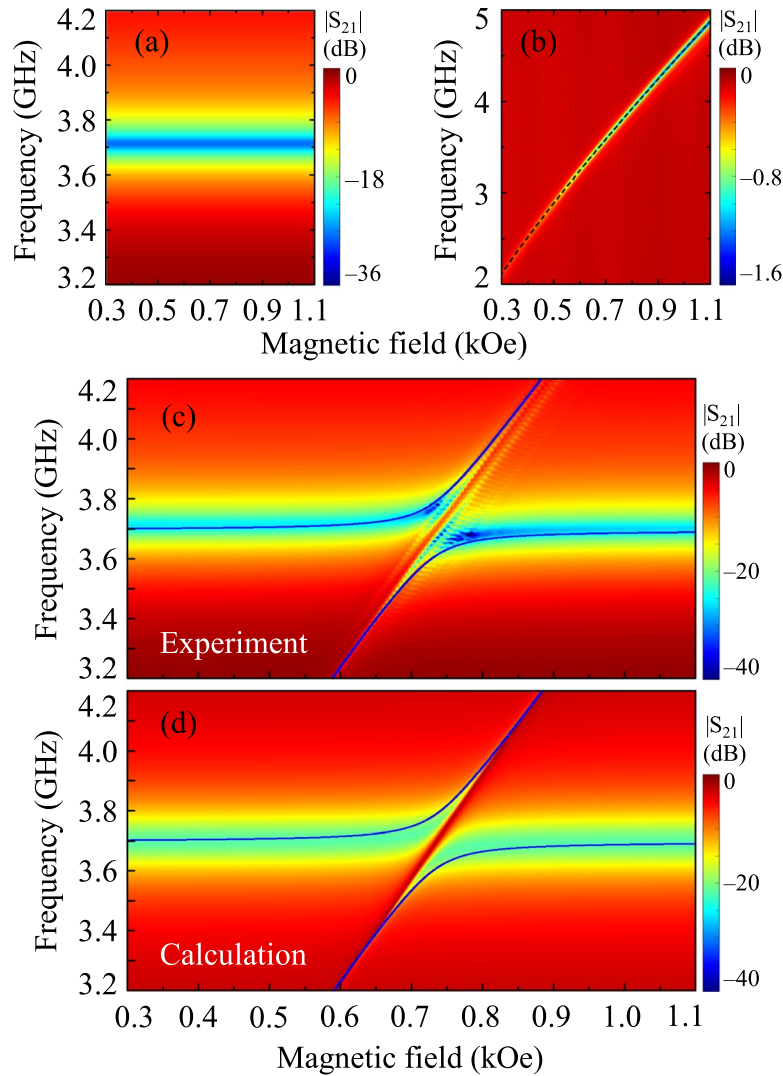 (a)
4.2
4.0
3.8
3.6
3.4
3.2
Frequency (GHz)
0.3 0.5 0.7 0.9 1.1
|S21|
(dB)
0
−18
−36
(b)
5
4
3
2
Frequency (GHz)
0.3 0.5 0.7 0.9 1.1
|S21|
(dB)
0
−0.8
−1.6
Magnetic field (kOe)
(c)
4.2
4.0
3.8
3.6
3.4
3.2
Frequency (GHz)
Experiment
|S21|
(dB)
0
−20
−40
(d)
4.2
4.0
3.8
3.6
3.4
3.2
Frequency (GHz)
Calculation
|S21|
(dB)
0
−20
−40
0.3 0.4 0.5 0.6 0.7 0.8 0.9 1.0 1.1
Magnetic field (kOe)